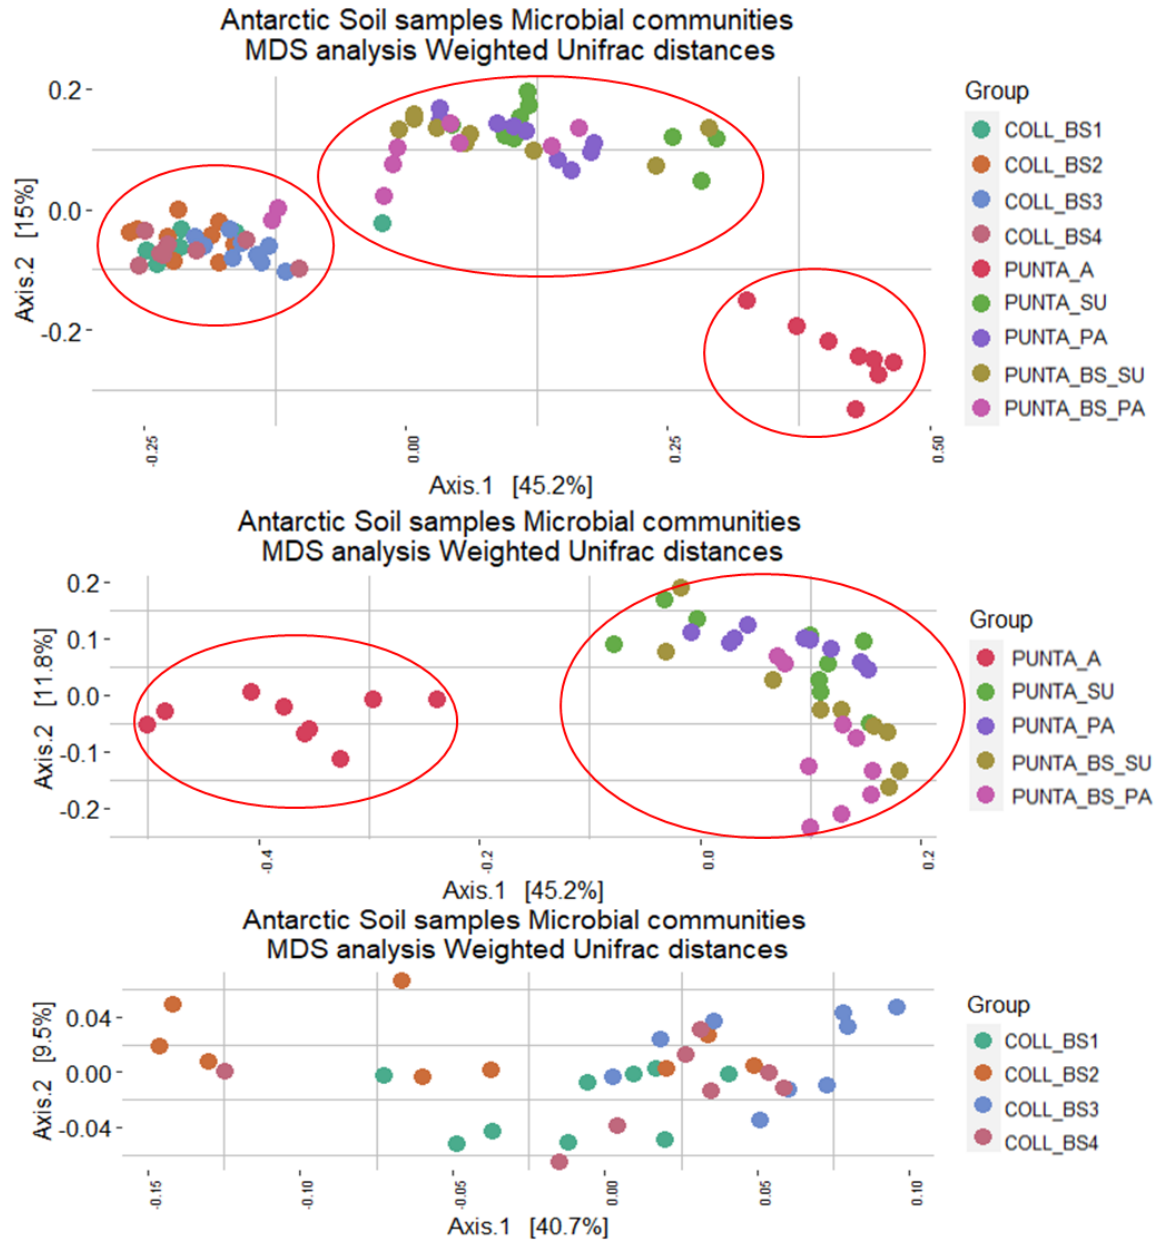 Antarctic Soil samples Microbial communities
MDS analysis Weighted Unifrac distances
Axis.2 [15%]
0.2
0.0
-0.2
-0.25
0.00
0.25
0.50
Axis.1 [45.2%]
Group
COLL_BS1
COLL_BS2
COLL_BS3
COLL_BS4
PUNTA_A
PUNTA_SU
PUNTA_PA
PUNTA_BS_SU
PUNTA_BS_PA
Antarctic Soil samples Microbial communities
MDS analysis Weighted Unifrac distances
Axis.2 [11.8%]
0.2
0.1
0.0
-0.1
-0.2
-0.4
-0.2
0.0
0.2
Axis.1 [45.2%]
Group
PUNTA_A
PUNTA_SU
PUNTA_PA
PUNTA_BS_SU
PUNTA_BS_PA
Antarctic Soil samples Microbial communities
MDS analysis Weighted Unifrac distances
Axis.2 [9.5%]
0.04
0.00
-0.04
-0.15
-0.10
-0.05
0.00
0.05
0.10
Axis.1 [40.7%]
Group
COLL_BS1
COLL_BS2
COLL_BS3
COLL_BS4